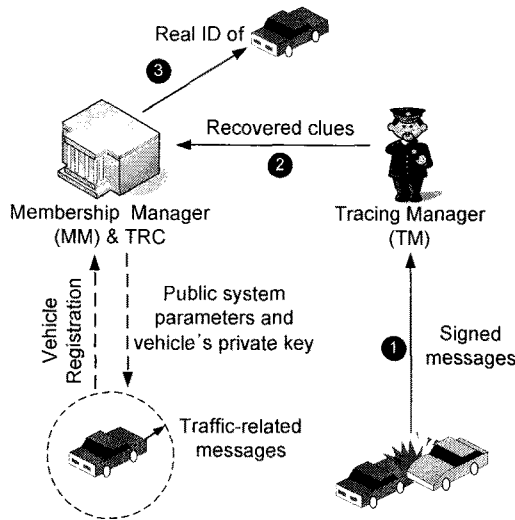 Real ID of
3
Recovered clues
2
Membership Manager
(MM) & TRC
Tracing Manager
(TM)
Vehicle
Registration
Public system
parameters and
vehicle's private key
1
Signed
messages
Traffic-related
messages